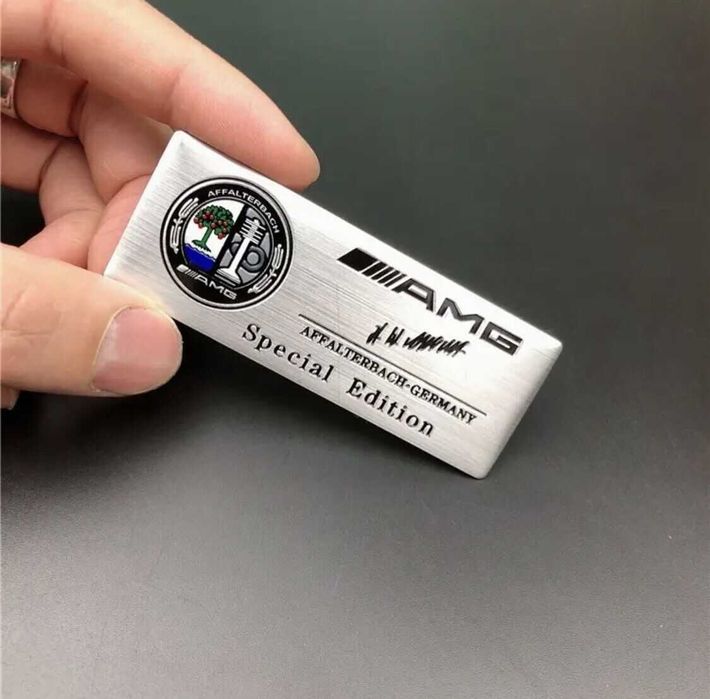 AFFALTERBACH
AMG
AMG
AFFALTERBACH-GERMANY
Special Edition